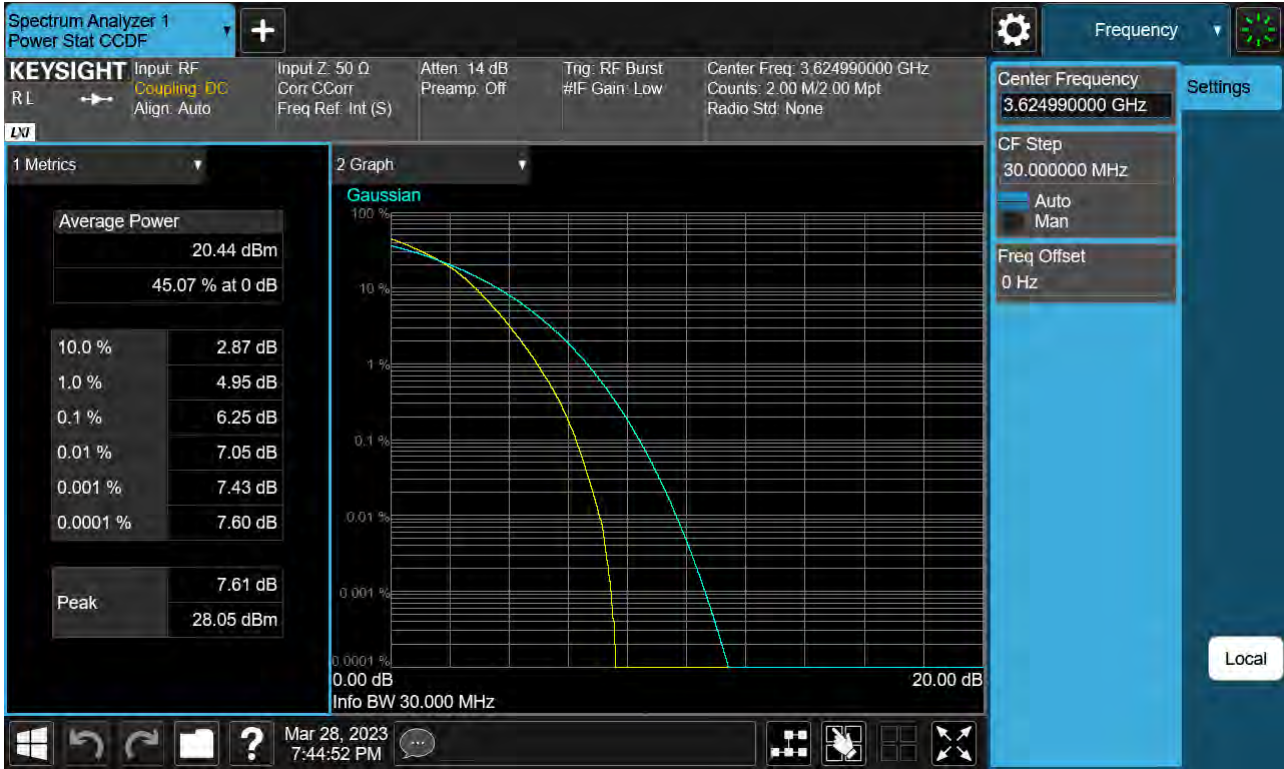 Spectrum Analyzer 1
Power Stat CCDF
+
Frequency
KEYSIGHT
R L
LXI
Input: RF
Coupling: DC
Align: Auto
Input Z: 50 Ω
Corr CCorr
Freq Ref: Int (S)
Atten: 14 dB
Preamp: Off
Trig: RF Burst
#IF Gain: Low
Center Freq: 3.624990000 GHz
Counts: 2.00 M/2.00 Mpt
Radio Std: None
Center Frequency
3.624990000 GHz
Settings
CF Step
30.000000 MHz
Auto
Man
Freq Offset
0 Hz
1 Metrics
Average Power
20.44 dBm
45.07 % at 0 dB
10.0 % 2.87 dB
1.0 % 4.95 dB
0.1 % 6.25 dB
0.01 % 7.05 dB
0.001 % 7.43 dB
0.0001 % 7.60 dB
Peak
7.61 dB
28.05 dBm
2 Graph
Gaussian
100 %
10 %
1 %
0.1 %
0.01 %
0.001 %
0.0001 %
0.00 dB 20.00 dB
Info BW 30.000 MHz
Local
?
Mar 28, 2023
7:44:52 PM